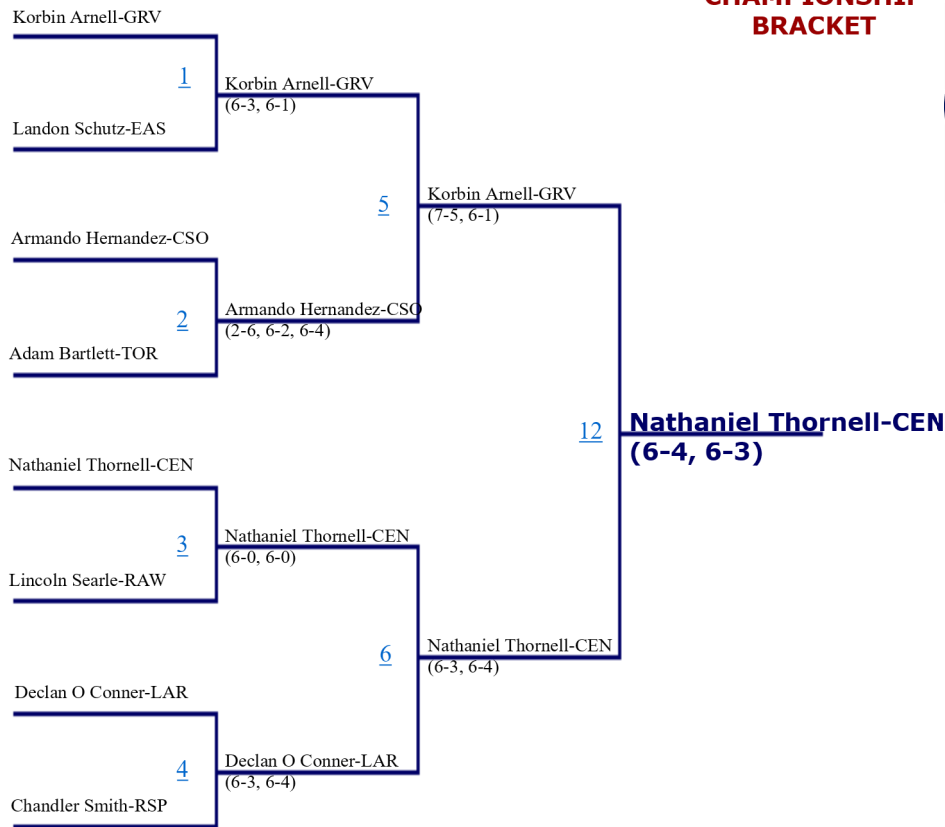 CHAMPIONSHIP
BRACKET
Korbin Arnell-GRV
1
Korbin Arnell-GRV
(6-3, 6-1)
Landon Schutz-EAS
5
Korbin Arnell-GRV
(7-5, 6-1)
Armando Hernandez-CSO
2
Armando Hernandez-CSO
(2-6, 6-2, 6-4)
Adam Bartlett-TOR
12
Nathaniel Thornell-CEN
(6-4, 6-3)
Nathaniel Thornell-CEN
3
Nathaniel Thornell-CEN
(6-0, 6-0)
Lincoln Searle-RAW
6
Nathaniel Thornell-CEN
(6-3, 6-4)
Declan O Conner-LAR
4
Declan O Conner-LAR
(6-3, 6-4)
Chandler Smith-RSP